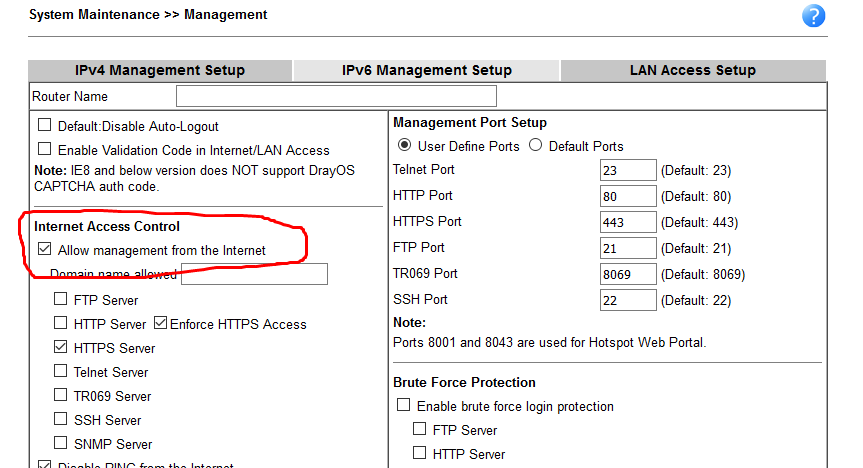 System Maintenance >> Management
?
IPv4 Management Setup
IPv6 Management Setup
LAN Access Setup
Router Name
Default:Disable Auto-Logout
Enable Validation Code in Internet/LAN Access
Note: IE8 and below version does NOT support DrayOS
CAPTCHA auth code.
Internet Access Control
Allow management from the Internet
Domain name allowed
FTP Server
HTTP Server Enforce HTTPS Access
HTTPS Server
Telnet Server
TR069 Server
SSH Server
SNMP Server
Disable PING from the Internet
Management Port Setup
User Define Ports Default Ports
Telnet Port 23 (Default: 23)
HTTP Port 80 (Default: 80)
HTTPS Port 443 (Default: 443)
FTP Port 21 (Default: 21)
TR069 Port 8069 (Default: 8069)
SSH Port 22 (Default: 22)
Note:
Ports 8001 and 8043 are used for Hotspot Web Portal.
Brute Force Protection
Enable brute force login protection
FTP Server
HTTP Server